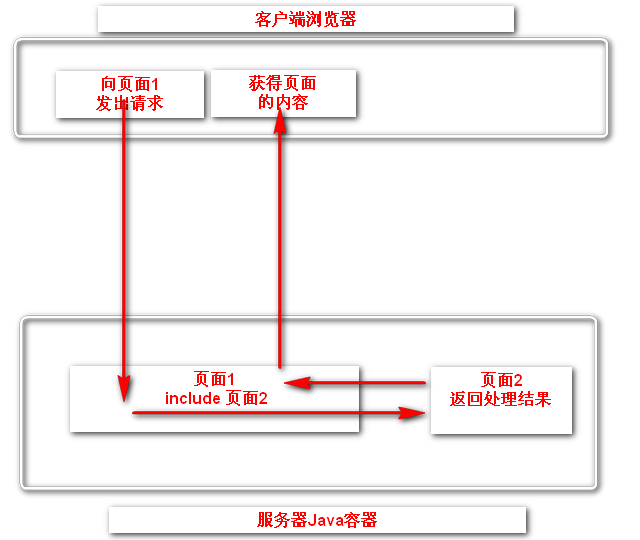 客户端浏览器
向页面1
发出请求
获得页面
的内容
页面1
include 页面2
页面2
返回处理结果
服务器Java容器